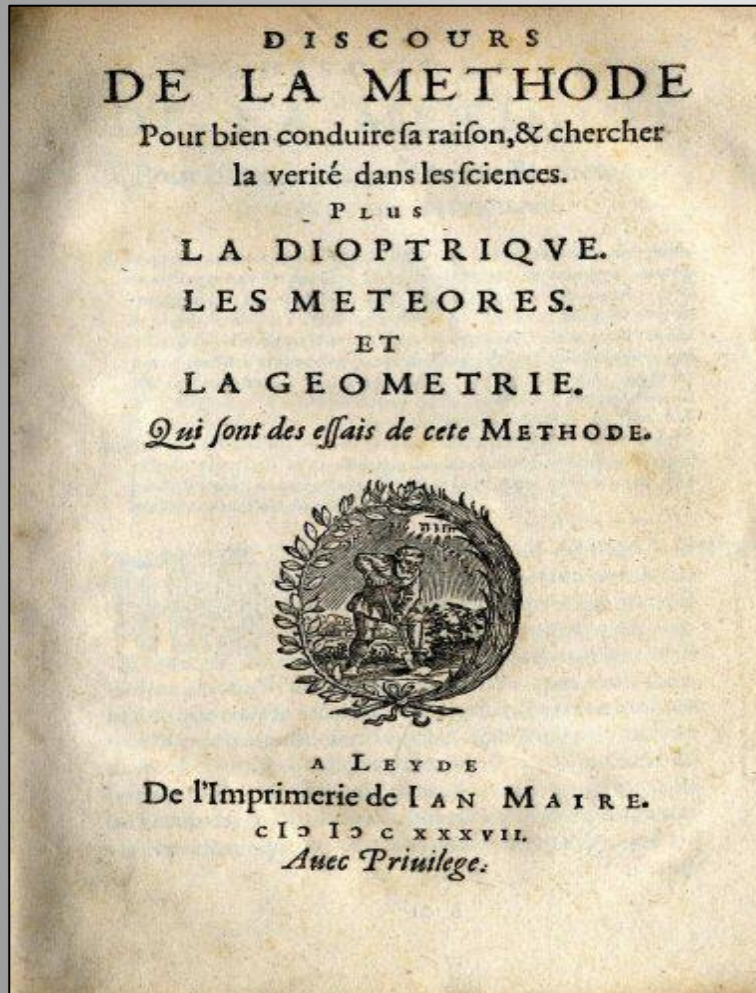 DISCOURS
DE LA METHODE
Pour bien conduire ſa raiſon,& chercher
la verité dans les ſciences.
PLus
LA DIOPTRIQVE.
LES METEORES.
ET
LA GEOMETRIE.
Qui ſont des eſſais de cete METHODE.
A LEYDE
De l'Imprimerie de IAN MAIRE.
cIↄ Iↄ c xxxvii.
Auec Priuilege.